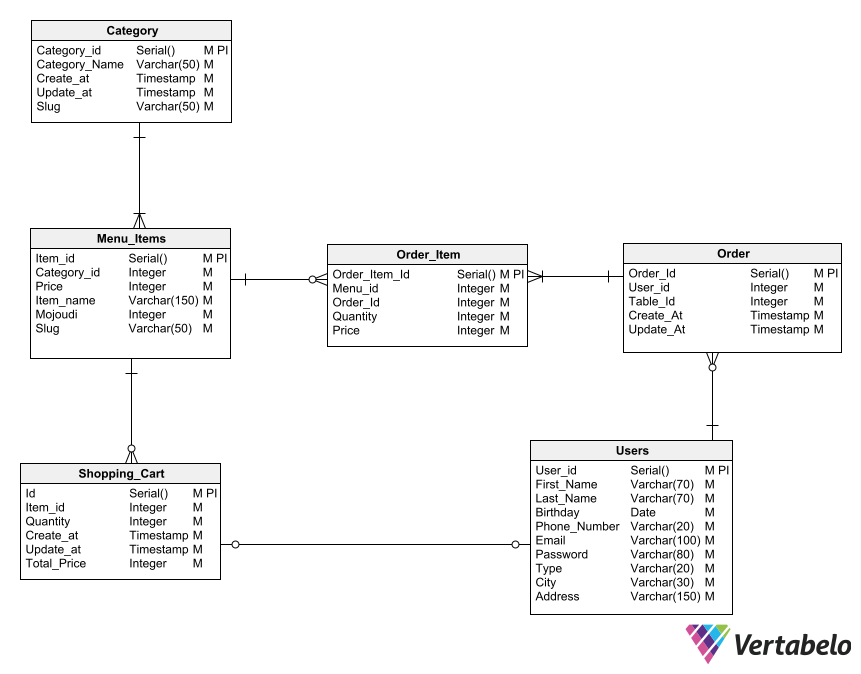 Category
Category_id Serial() M PI
Category_Name Varchar(50) M
Create_at Timestamp M
Update_at Timestamp M
Slug Varchar(50) M
Menu_Items
Item_id Serial() M PI
Category_id Integer M
Price Integer M
Item_name Varchar(150) M
Mojoudi Integer M
Slug Varchar(50) M
Order_Item
Order_Item_Id Serial() M PI
Menu_id Integer M
Order_Id Integer M
Quantity Integer M
Price Integer M
Order
Order_Id Serial() M PI
User_id Integer M
Table_Id Integer M
Create_At Timestamp M
Update_At Timestamp M
Shopping_Cart
Id Serial() M PI
Item_id Integer M
Quantity Integer M
Create_at Timestamp M
Update_at Timestamp M
Total_Price Integer M
Users
User_id Serial() M PI
First_Name Varchar(70) M
Last_Name Varchar(70) M
Birthday Date M
Phone_Number Varchar(20) M
Email Varchar(100) M
Password Varchar(80) M
Type Varchar(20) M
City Varchar(30) M
Address Varchar(150) M
Vertabelo